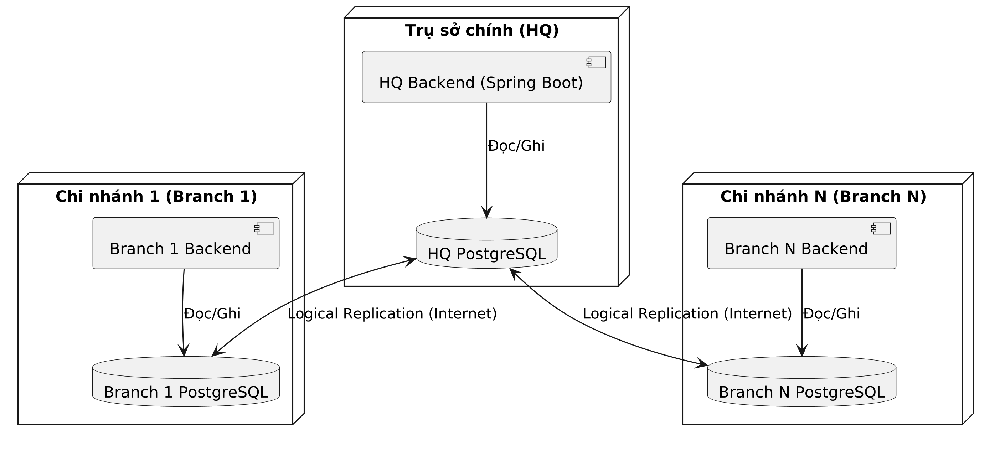 Trụ sở chính (HQ)
HQ Backend (Spring Boot)
Đọc/Ghi
HQ PostgreSQL
Chi nhánh 1 (Branch 1)
Branch 1 Backend
Đọc/Ghi
Branch 1 PostgreSQL
Logical Replication (Internet)
Logical Replication (Internet)
Chi nhánh N (Branch N)
Branch N Backend
Đọc/Ghi
Branch N PostgreSQL